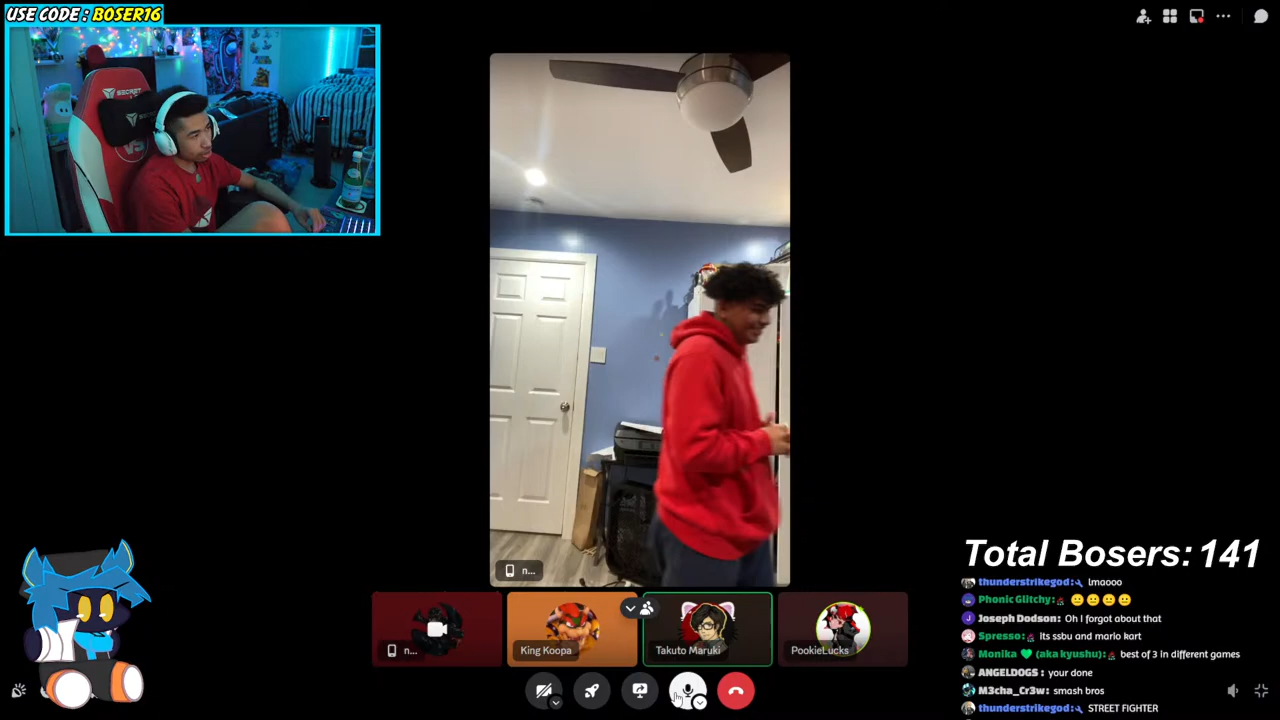 USE CODE : BOSER16
SECRET
n...
n...
King Koopa
Takuto Maruki
PookieLucks
Total Bosers: 141
thunderstrikegod: lmaooo
Phonic Glitchy: 🙂🙂🙂🙂
Joseph Dodson: Oh I forgot about that
Spresso: its ssbu and mario kart
Monika 💚 (aka kyushu): best of 3 in different games
ANGELDOGS: your done
M3cha_Cr3w: smash bros
thunderstrikegod: STREET FIGHTER